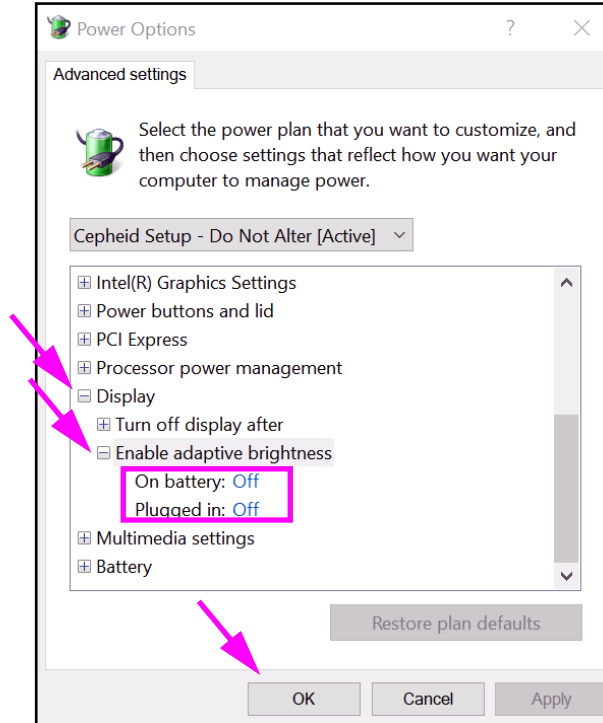 Power Options
Advanced settings
Select the power plan that you want to customize, and
then choose settings that reflect how you want your
computer to manage power.
Cepheid Setup - Do Not Alter [Active]
Intel(R) Graphics Settings
Power buttons and lid
PCI Express
Processor power management
Display
Turn off display after
Enable adaptive brightness
On battery: Off
Plugged in: Off
Multimedia settings
Battery
Restore plan defaults
OK Cancel Apply